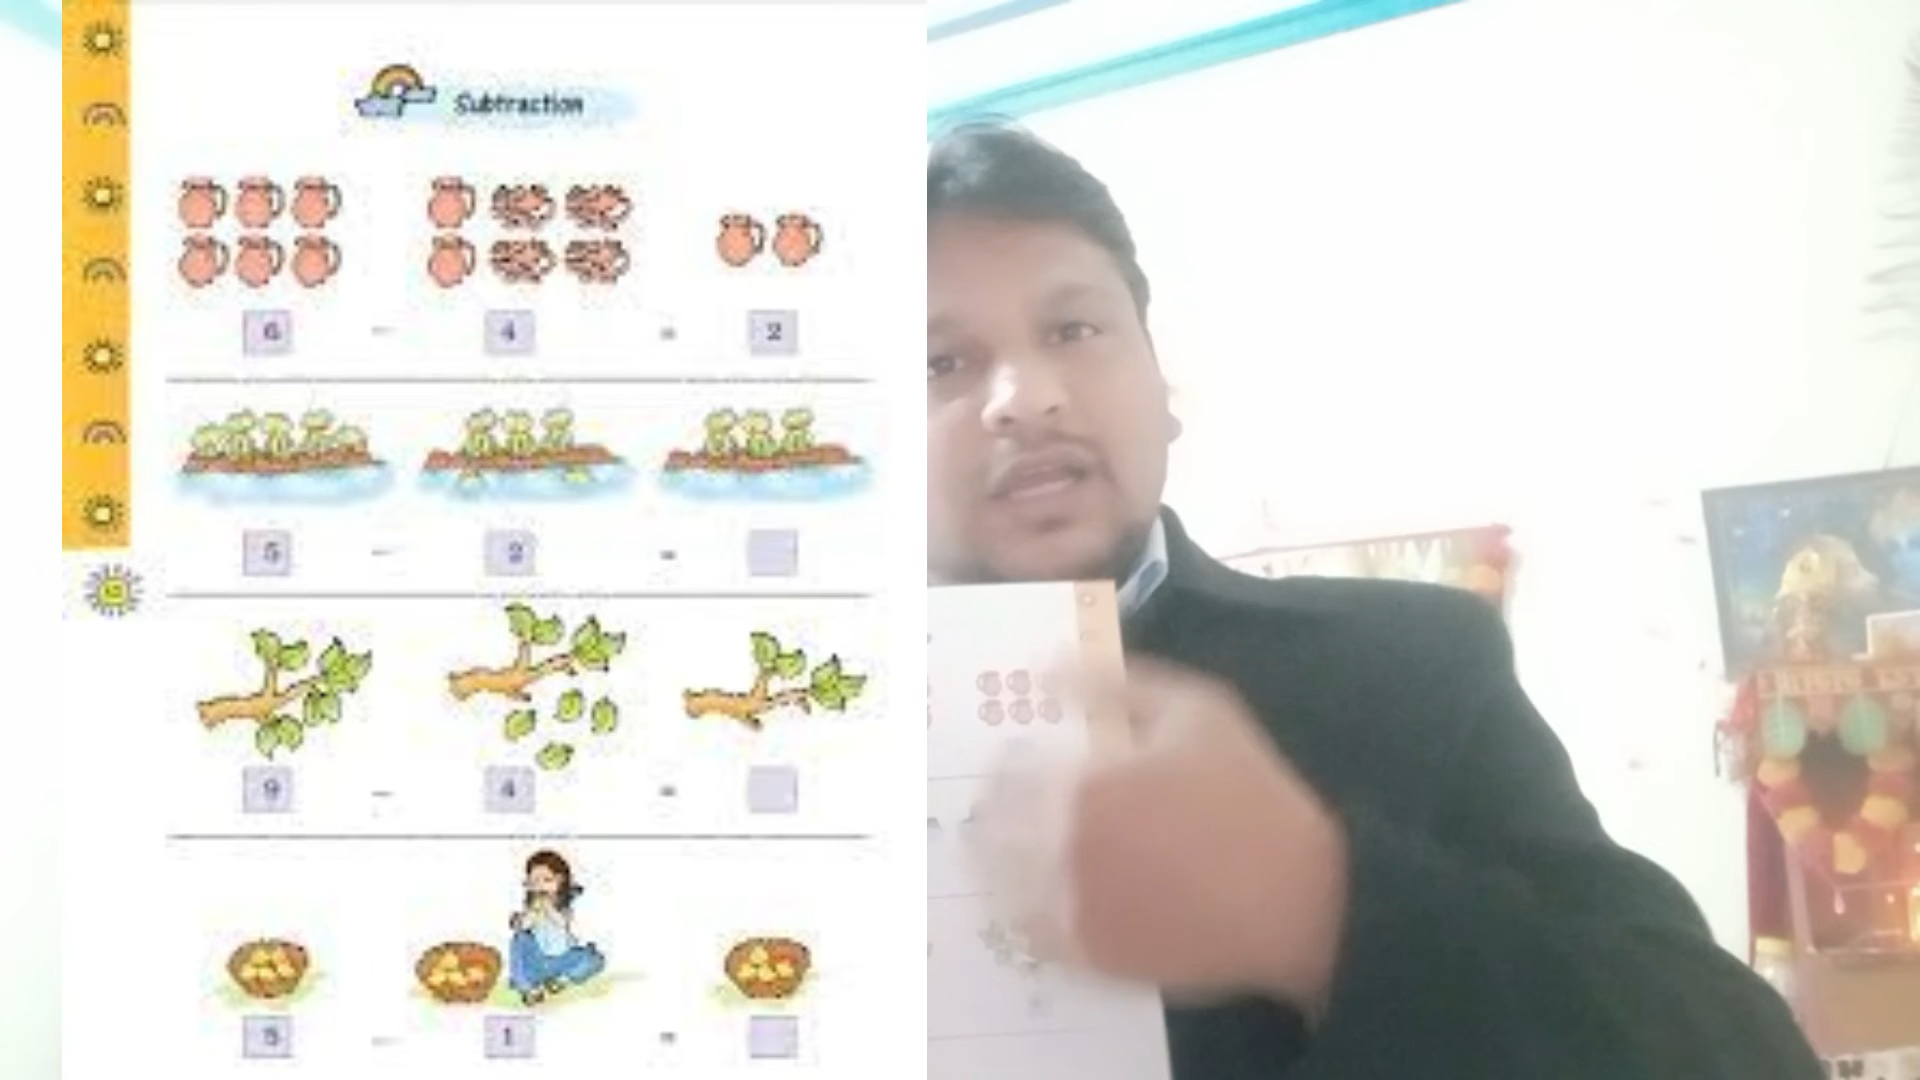 Subtraction
6 – 4 = 2
5 – 2 =
9 – 4 =
5 – 1 =